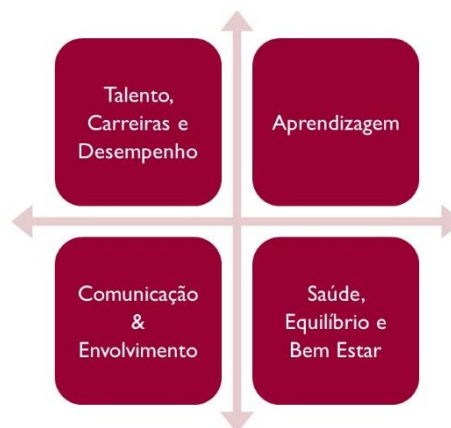 Talento,
Carreiras e
Desempenho
Aprendizagem
Comunicação
&
Envolvimento
Saúde,
Equilíbrio e
Bem Estar